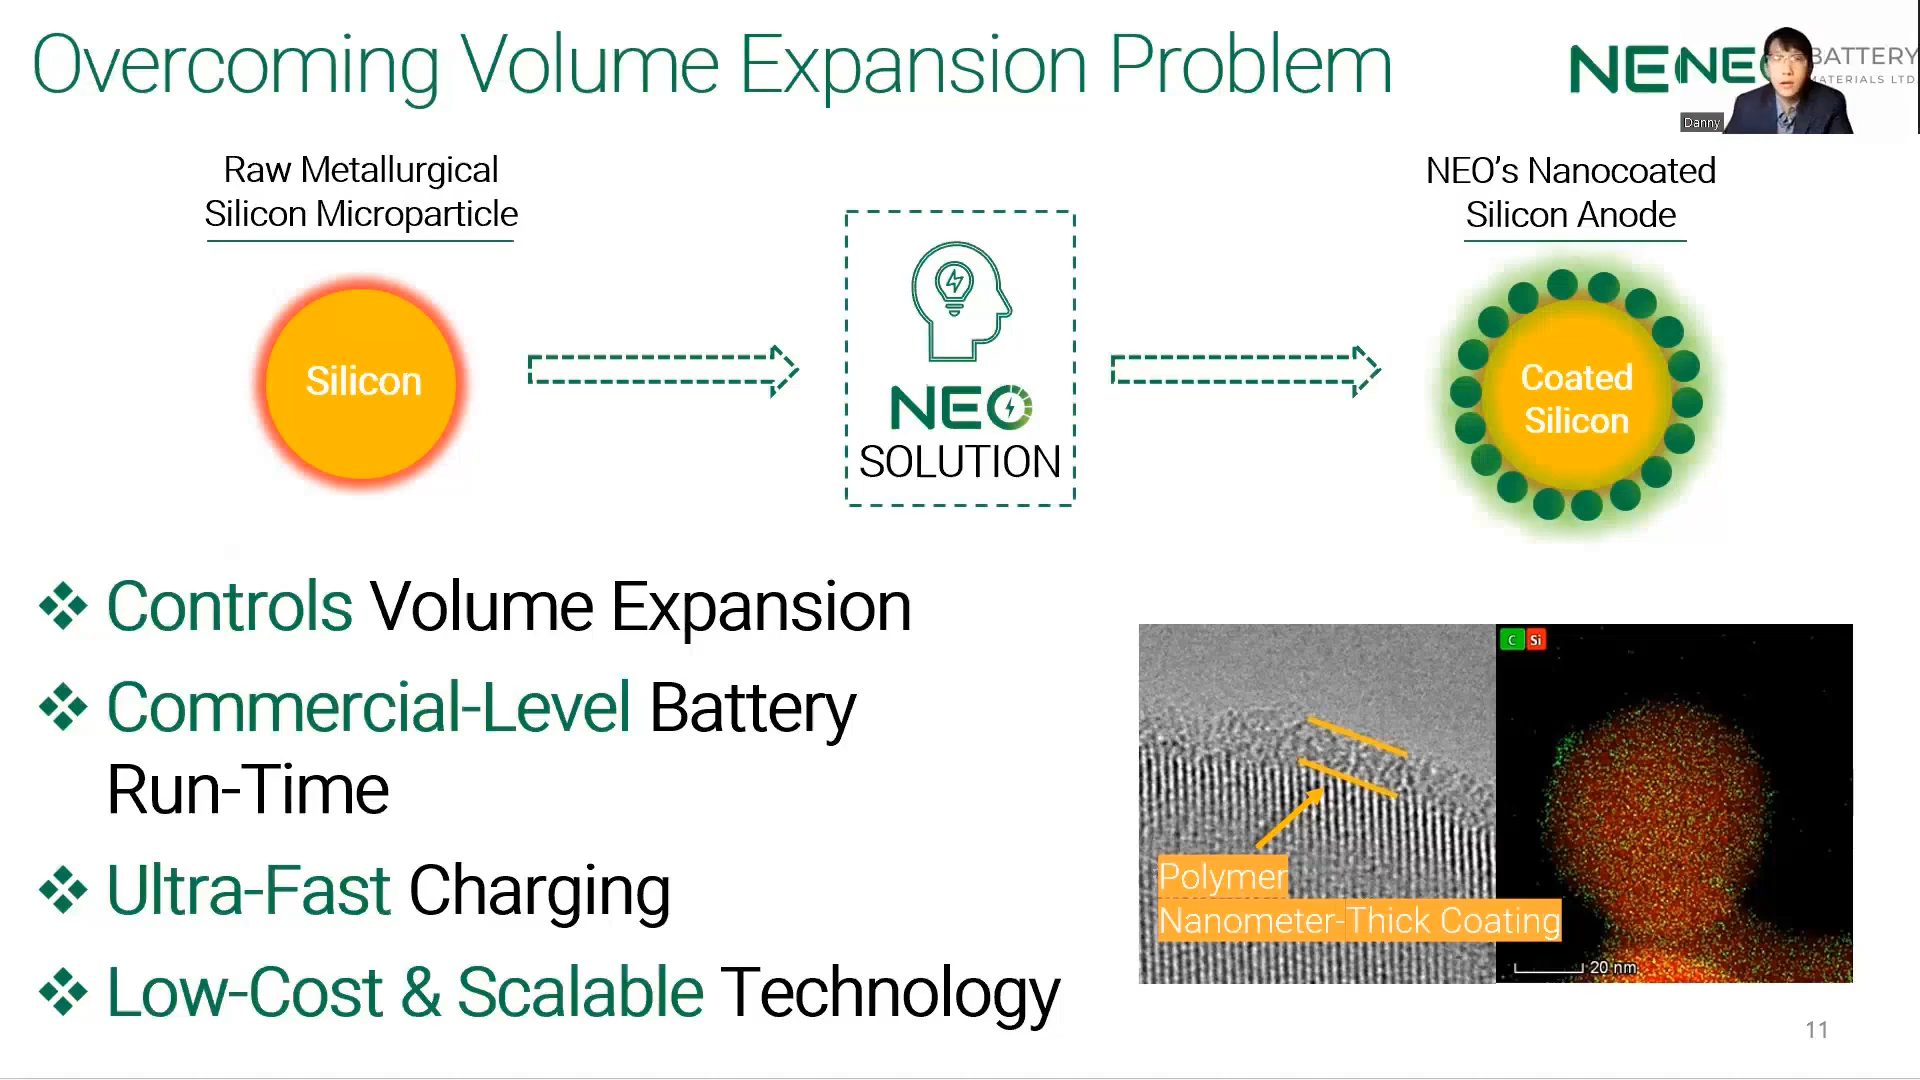 Overcoming Volume Expansion Problem
NENEO BATTERY
MATERIALS LTD
Danny
Raw Metallurgical
Silicon Microparticle
NEO’s Nanocoated
Silicon Anode
Silicon
NEO
SOLUTION
Coated
Silicon
❖ Controls Volume Expansion
❖ Commercial-Level Battery
Run-Time
❖ Ultra-Fast Charging
❖ Low-Cost & Scalable Technology
C Si
Polymer
Nanometer-Thick Coating
20 nm
11